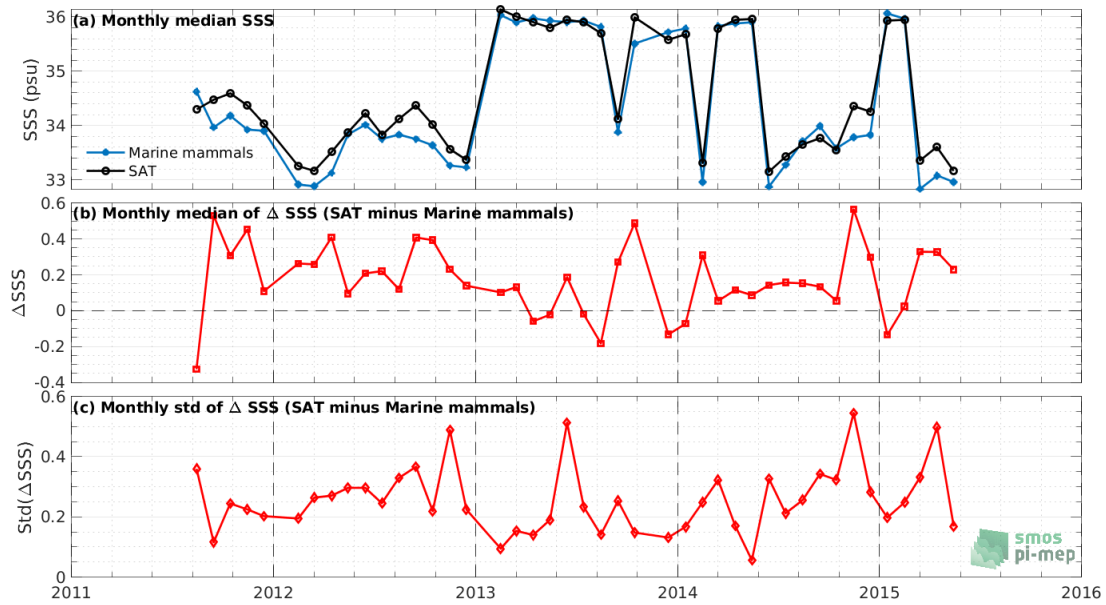 (a) Monthly median SSS
36
35
34
33
SSS (psu)
Marine mammals
SAT
(b) Monthly median of Δ SSS (SAT minus Marine mammals)
0.6
0.4
0.2
0
-0.2
-0.4
ΔSSS
(c) Monthly std of Δ SSS (SAT minus Marine mammals)
0.6
0.4
0.2
0
Std(ΔSSS)
smos
pi-mep
2011 2012 2013 2014 2015 2016